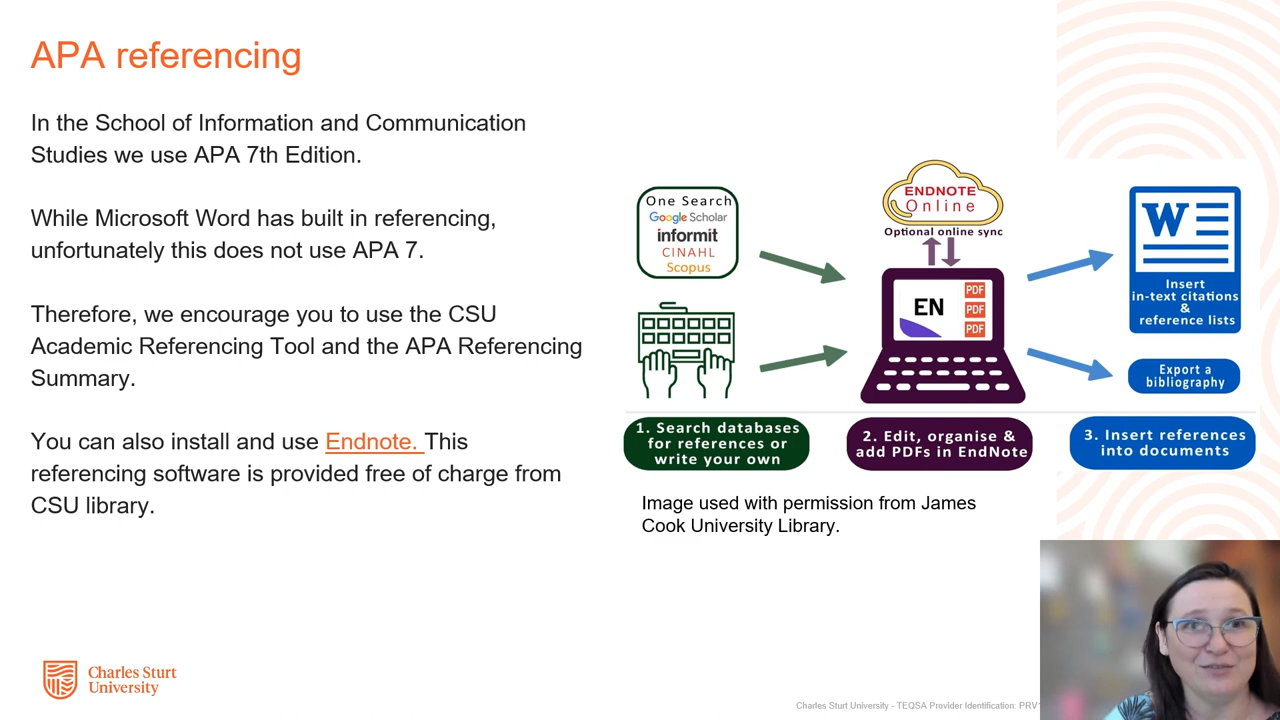 APA referencing
In the School of Information and Communication
Studies we use APA 7th Edition.
While Microsoft Word has built in referencing,
unfortunately this does not use APA 7.
Therefore, we encourage you to use the CSU
Academic Referencing Tool and the APA Referencing
Summary.
You can also install and use Endnote. This
referencing software is provided free of charge from
CSU library.
One Search
Google Scholar
informit
CINAHL
Scopus
1. Search databases
for references or
write your own
ENDNOTE
Online
Optional online sync
EN
PDF
PDF
PDF
2. Edit, organise &
add PDFs in EndNote
W
Insert
in-text citations
&
reference lists
Export a
bibliography
3. Insert references
into documents
Image used with permission from James
Cook University Library.
Charles Sturt
University
Charles Sturt University - TEQSA Provider Identification: